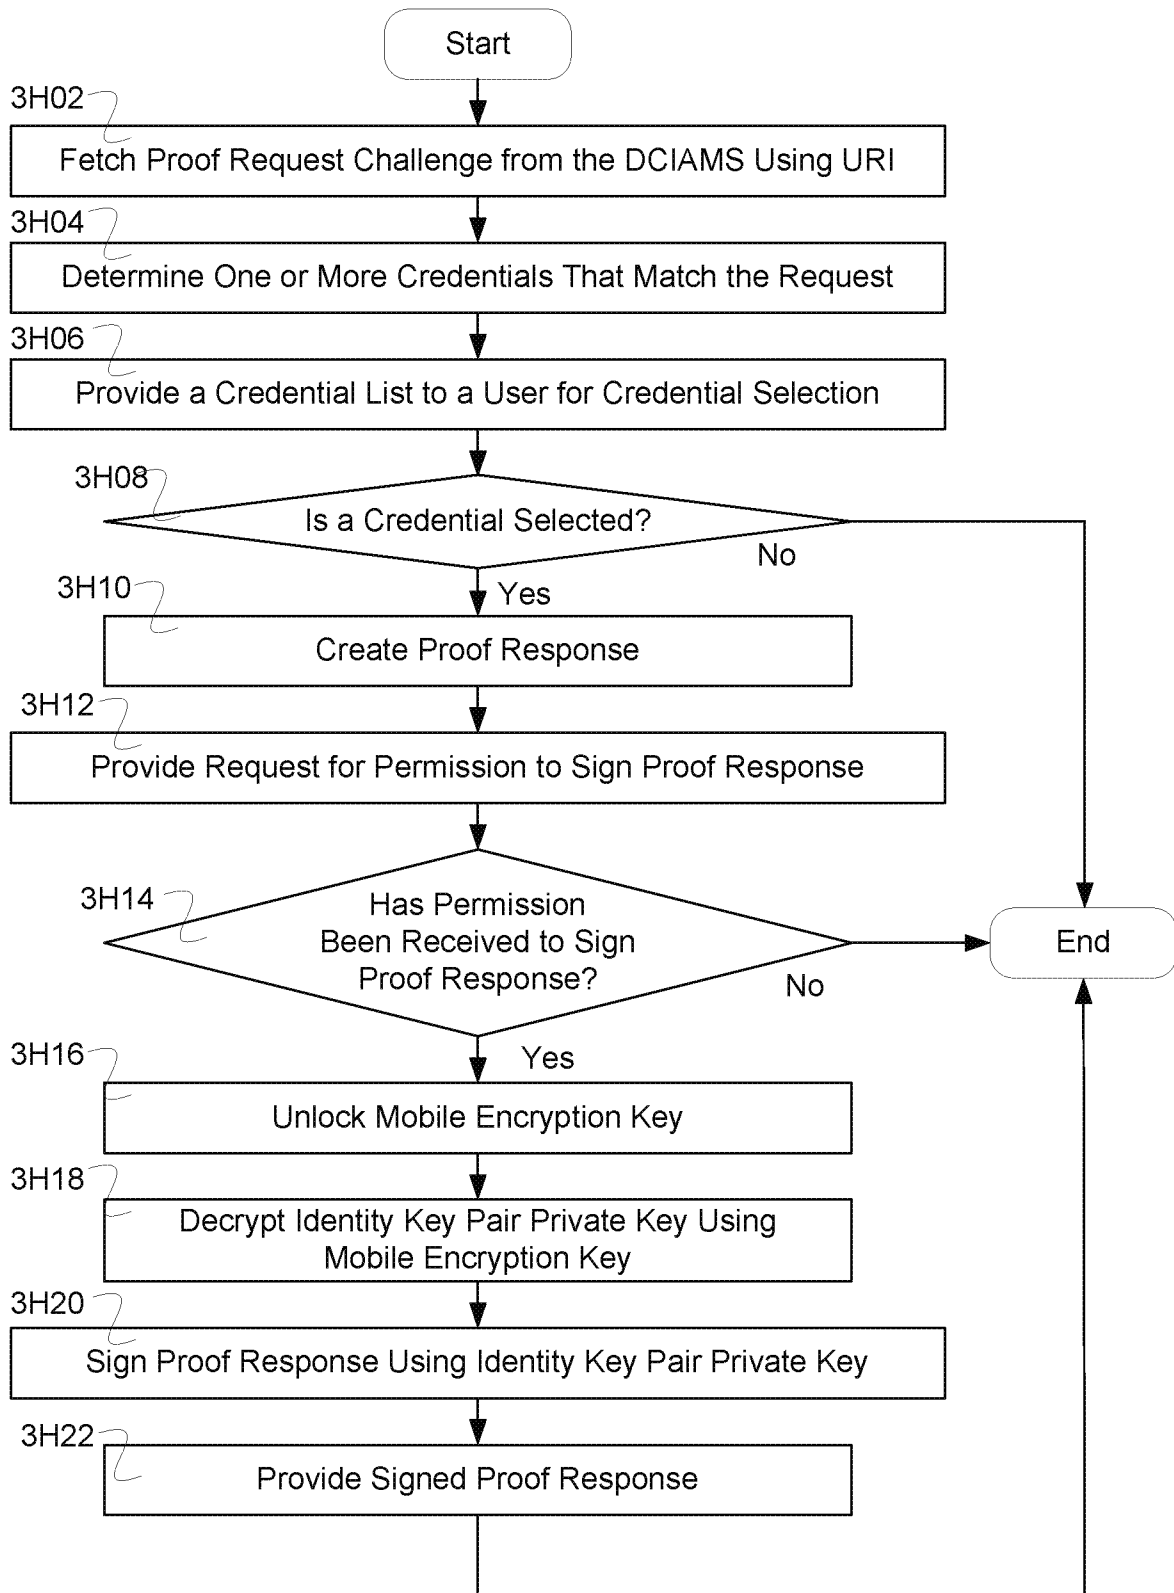 Start
3H02
Fetch Proof Request Challenge from the DCIAMS Using URI
3H04
Determine One or More Credentials That Match the Request
3H06
Provide a Credential List to a User for Credential Selection
3H08
Is a Credential Selected?
No
Yes
3H10
Create Proof Response
3H12
Provide Request for Permission to Sign Proof Response
3H14
Has Permission
Been Received to Sign
Proof Response?
End
No
Yes
3H16
Unlock Mobile Encryption Key
3H18
Decrypt Identity Key Pair Private Key Using
Mobile Encryption Key
3H20
Sign Proof Response Using Identity Key Pair Private Key
3H22
Provide Signed Proof Response